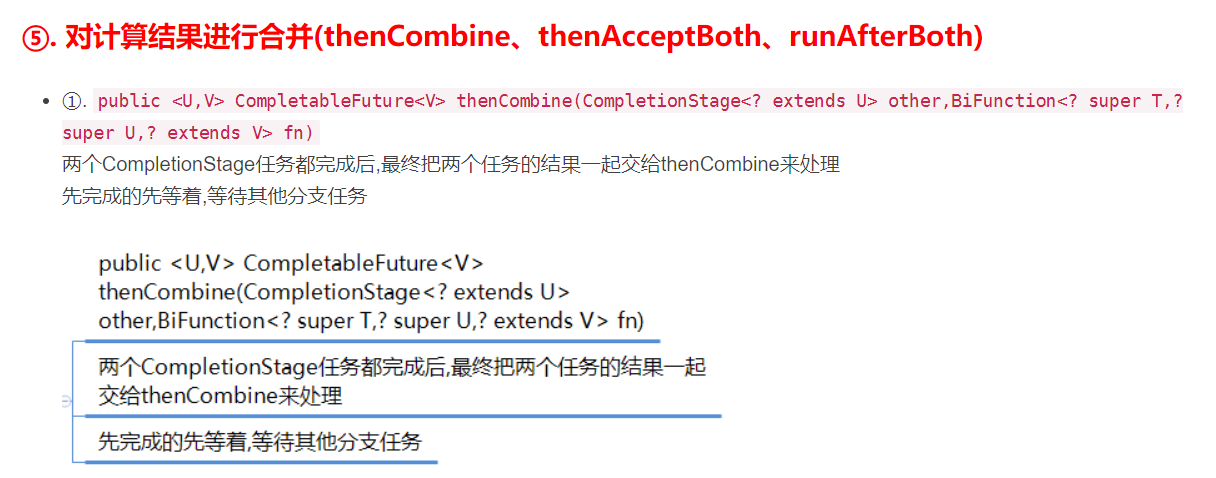 ⑤. 对计算结果进行合并(thenCombine、thenAcceptBoth、runAfterBoth)
①. public <U,V> CompletableFuture<V> thenCombine(CompletionStage<? extends U> other,BiFunction<? super T,?
super U,? extends V> fn)
两个CompletionStage任务都完成后,最终把两个任务的结果一起交给thenCombine来处理
先完成的先等着,等待其他分支任务
public <U,V> CompletableFuture<V>
thenCombine(CompletionStage<? extends U>
other,BiFunction<? super T,? super U,? extends V> fn)
两个CompletionStage任务都完成后,最终把两个任务的结果一起
交给thenCombine来处理
先完成的先等着,等待其他分支任务